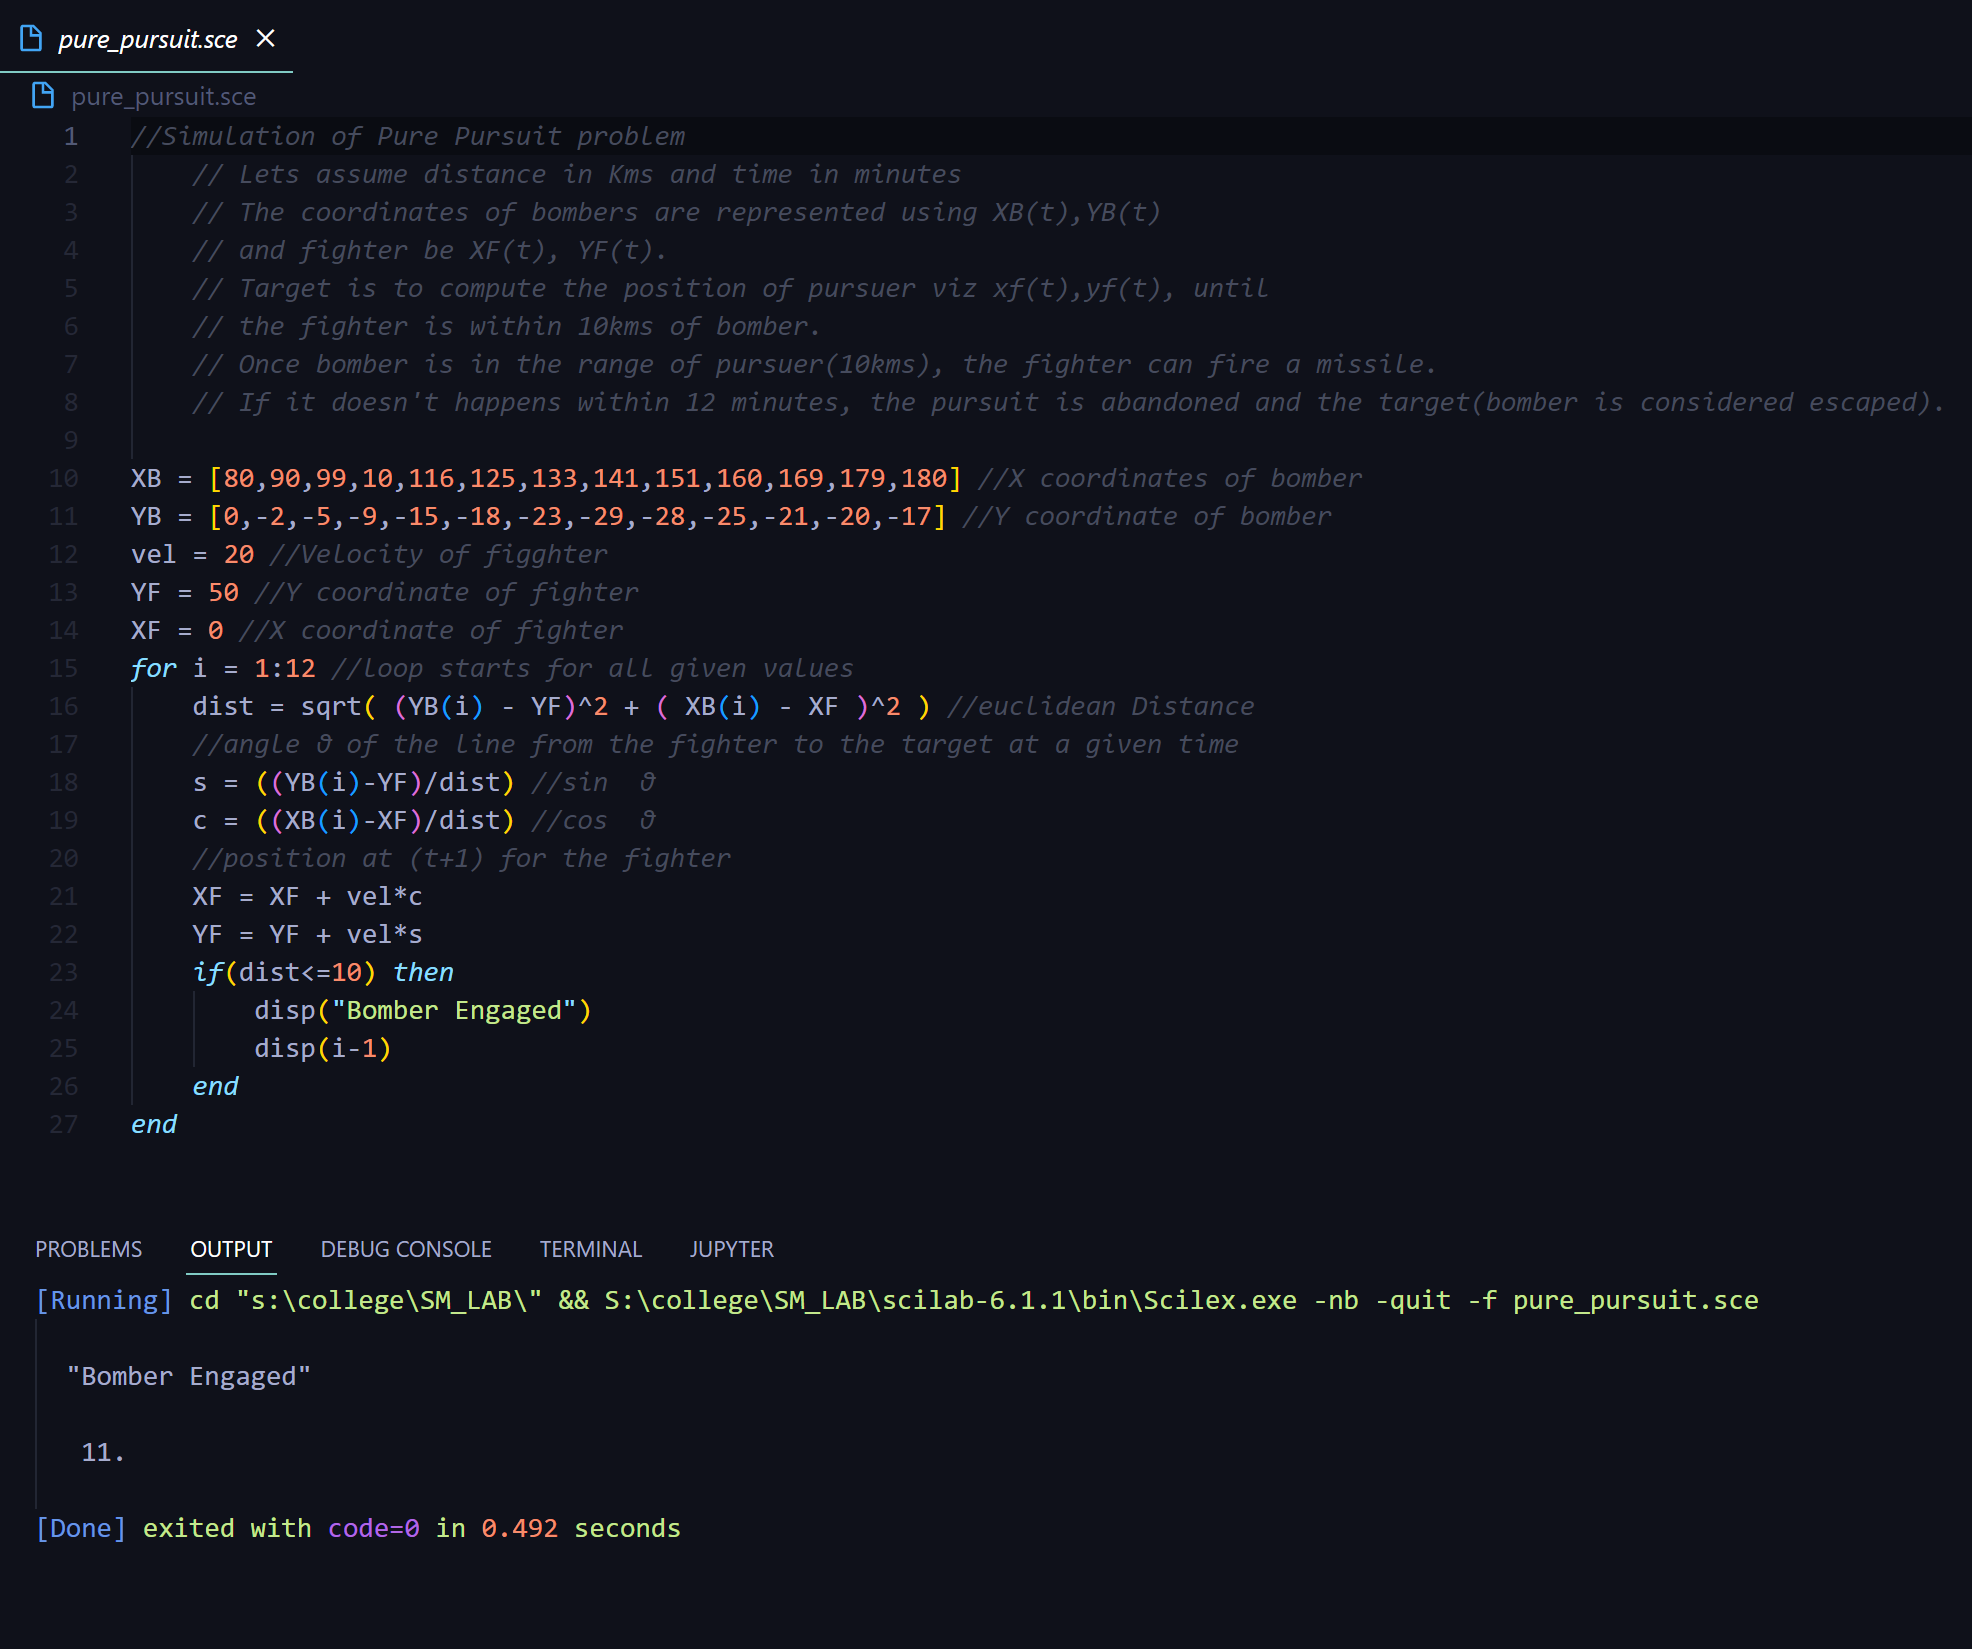 pure_pursuit.sce
pure_pursuit.sce
1 //Simulation of Pure Pursuit problem
2 // Lets assume distance in Kms and time in minutes
3 // The coordinates of bombers are represented using XB(t),YB(t)
4 // and fighter be XF(t), YF(t).
5 // Target is to compute the position of pursuer viz xf(t),yf(t), until
6 // the fighter is within 10kms of bomber.
7 // Once bomber is in the range of pursuer(10kms), the fighter can fire a missile.
8 // If it doesn't happens within 12 minutes, the pursuit is abandoned and the target(bomber is considered escaped).
9
10 XB = [80,90,99,10,116,125,133,141,151,160,169,179,180] //X coordinates of bomber
11 YB = [0,-2,-5,-9,-15,-18,-23,-29,-28,-25,-21,-20,-17] //Y coordinate of bomber
12 vel = 20 //Velocity of figghter
13 YF = 50 //Y coordinate of fighter
14 XF = 0 //X coordinate of fighter
15 for i = 1:12 //loop starts for all given values
16 dist = sqrt( (YB(i) - YF)^2 + ( XB(i) - XF )^2 ) //euclidean Distance
17 //angle ϑ of the line from the fighter to the target at a given time
18 s = ((YB(i)-YF)/dist) //sin  ϑ
19 c = ((XB(i)-XF)/dist) //cos  ϑ
20 //position at (t+1) for the fighter
21 XF = XF + vel*c
22 YF = YF + vel*s
23 if(dist<=10) then
24 disp("Bomber Engaged")
25 disp(i-1)
26 end
27 end
PROBLEMS OUTPUT DEBUG CONSOLE TERMINAL JUPYTER
[Running] cd "s:\college\SM_LAB\" && S:\college\SM_LAB\scilab-6.1.1\bin\Scilex.exe -nb -quit -f pure_pursuit.sce
"Bomber Engaged"
11.
[Done] exited with code=0 in 0.492 seconds